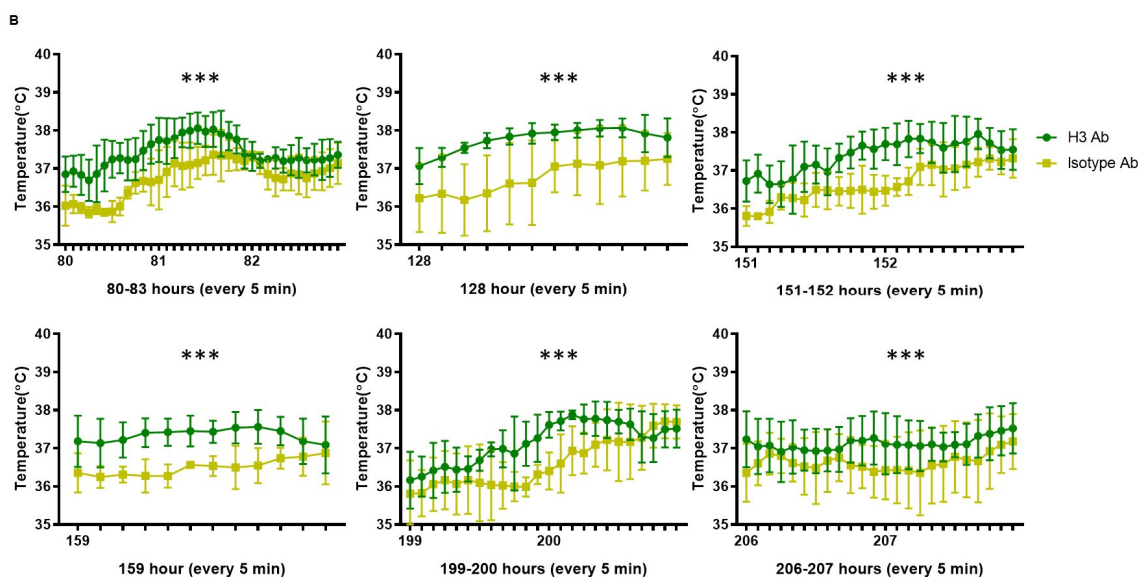 B
40
39
38
37
36
35
Temperature(°C)
***
80 81 82
80-83 hours (every 5 min)
40
39
38
37
36
35
Temperature(°C)
***
128
128 hour (every 5 min)
40
39
38
37
36
35
Temperature(°C)
***
151 152
151-152 hours (every 5 min)
H3 Ab
Isotype Ab
40
39
38
37
36
35
Temperature(°C)
***
159
159 hour (every 5 min)
40
39
38
37
36
35
Temperature(°C)
***
199 200
199-200 hours (every 5 min)
40
39
38
37
36
35
Temperature(°C)
***
206 207
206-207 hours (every 5 min)